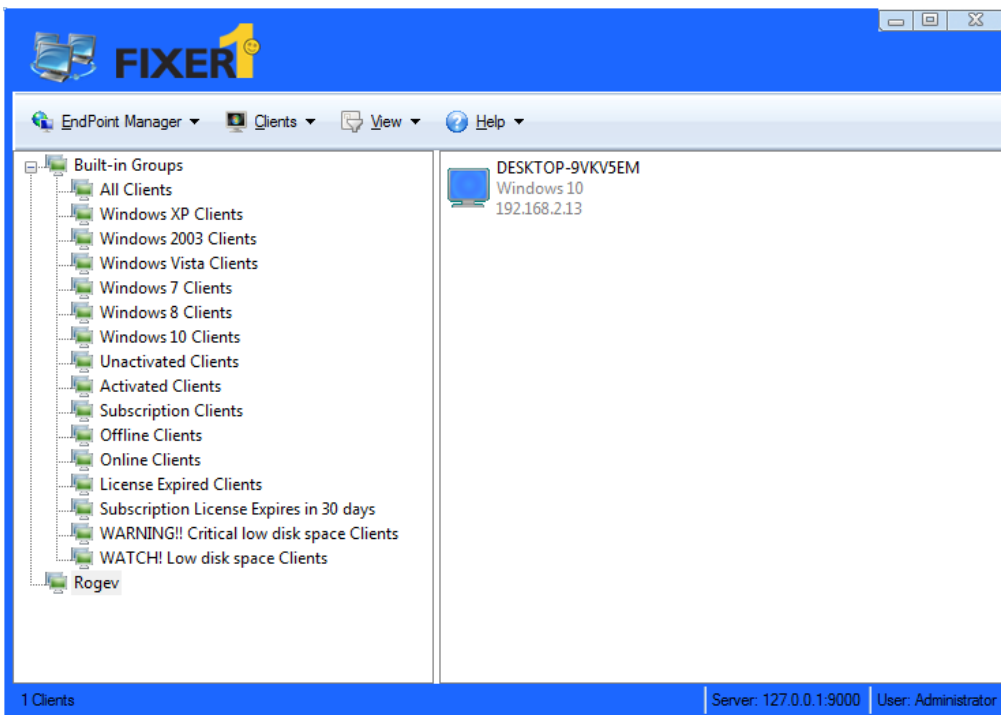 FIXER1
EndPoint Manager Clients View Help
Built-in Groups
All Clients
Windows XP Clients
Windows 2003 Clients
Windows Vista Clients
Windows 7 Clients
Windows 8 Clients
Windows 10 Clients
Unactivated Clients
Activated Clients
Subscription Clients
Offline Clients
Online Clients
License Expired Clients
Subscription License Expires in 30 days
WARNING!! Critical low disk space Clients
WATCH! Low disk space Clients
Rogev
DESKTOP-9VKV5EM
Windows 10
192.168.2.13
1 Clients
Server: 127.0.0.1:9000
User: Administrator